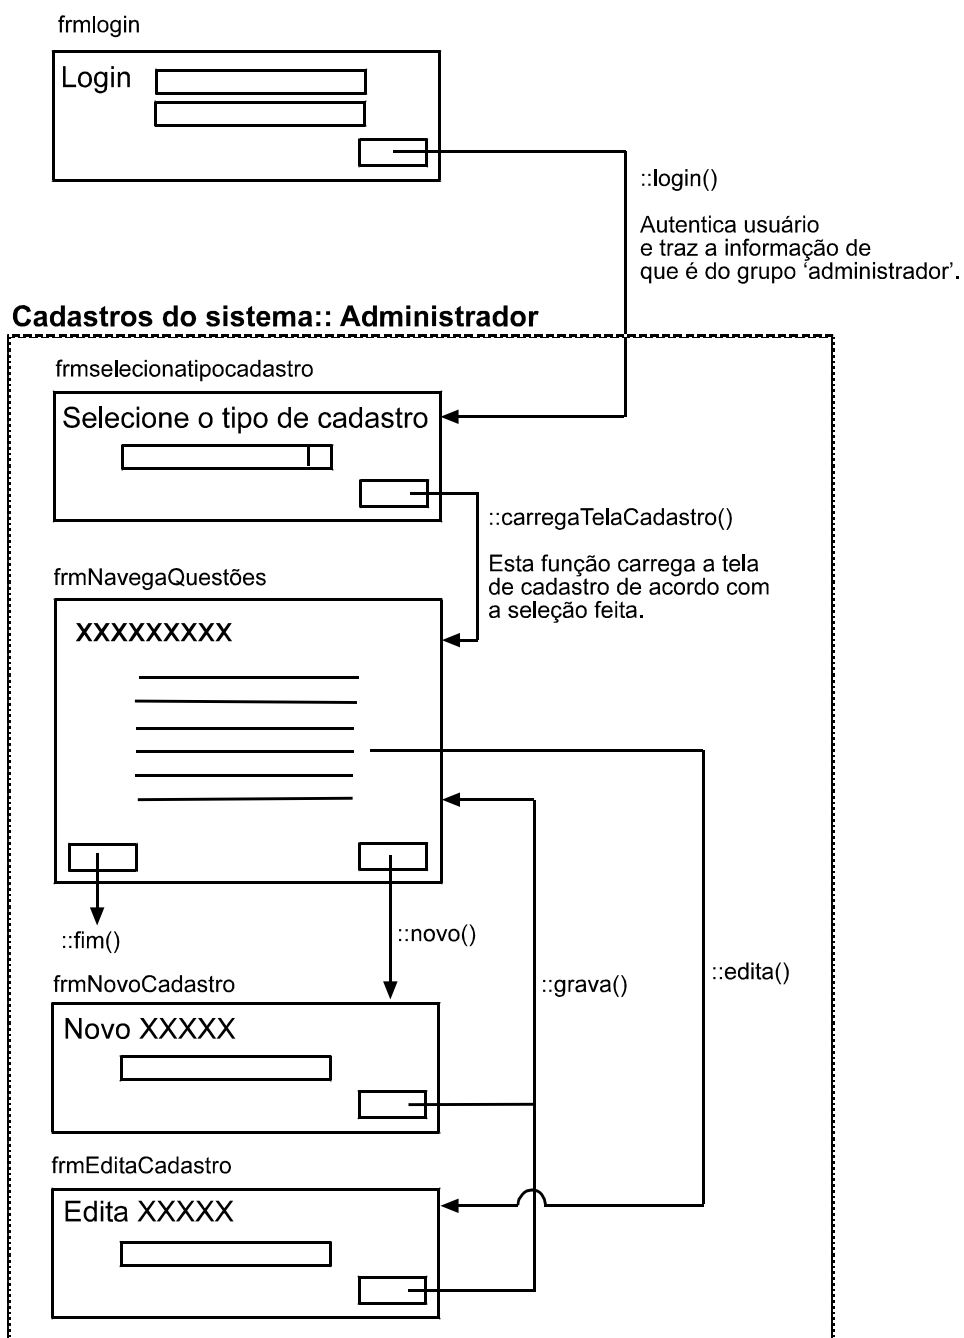 frmlogin
Login
::login()
Autentica usuário
e traz a informação de
que é do grupo ‘administrador’.
Cadastros do sistema:: Administrador
frmselecionatipocadastro
Selecione o tipo de cadastro
::carregaTelaCadastro()
Esta função carrega a tela
de cadastro de acordo com
a seleção feita.
frmNavegaQuestões
XXXXXXXXX
::fim()
::novo()
::edita()
::grava()
frmNovoCadastro
Novo XXXXX
frmEditaCadastro
Edita XXXXX